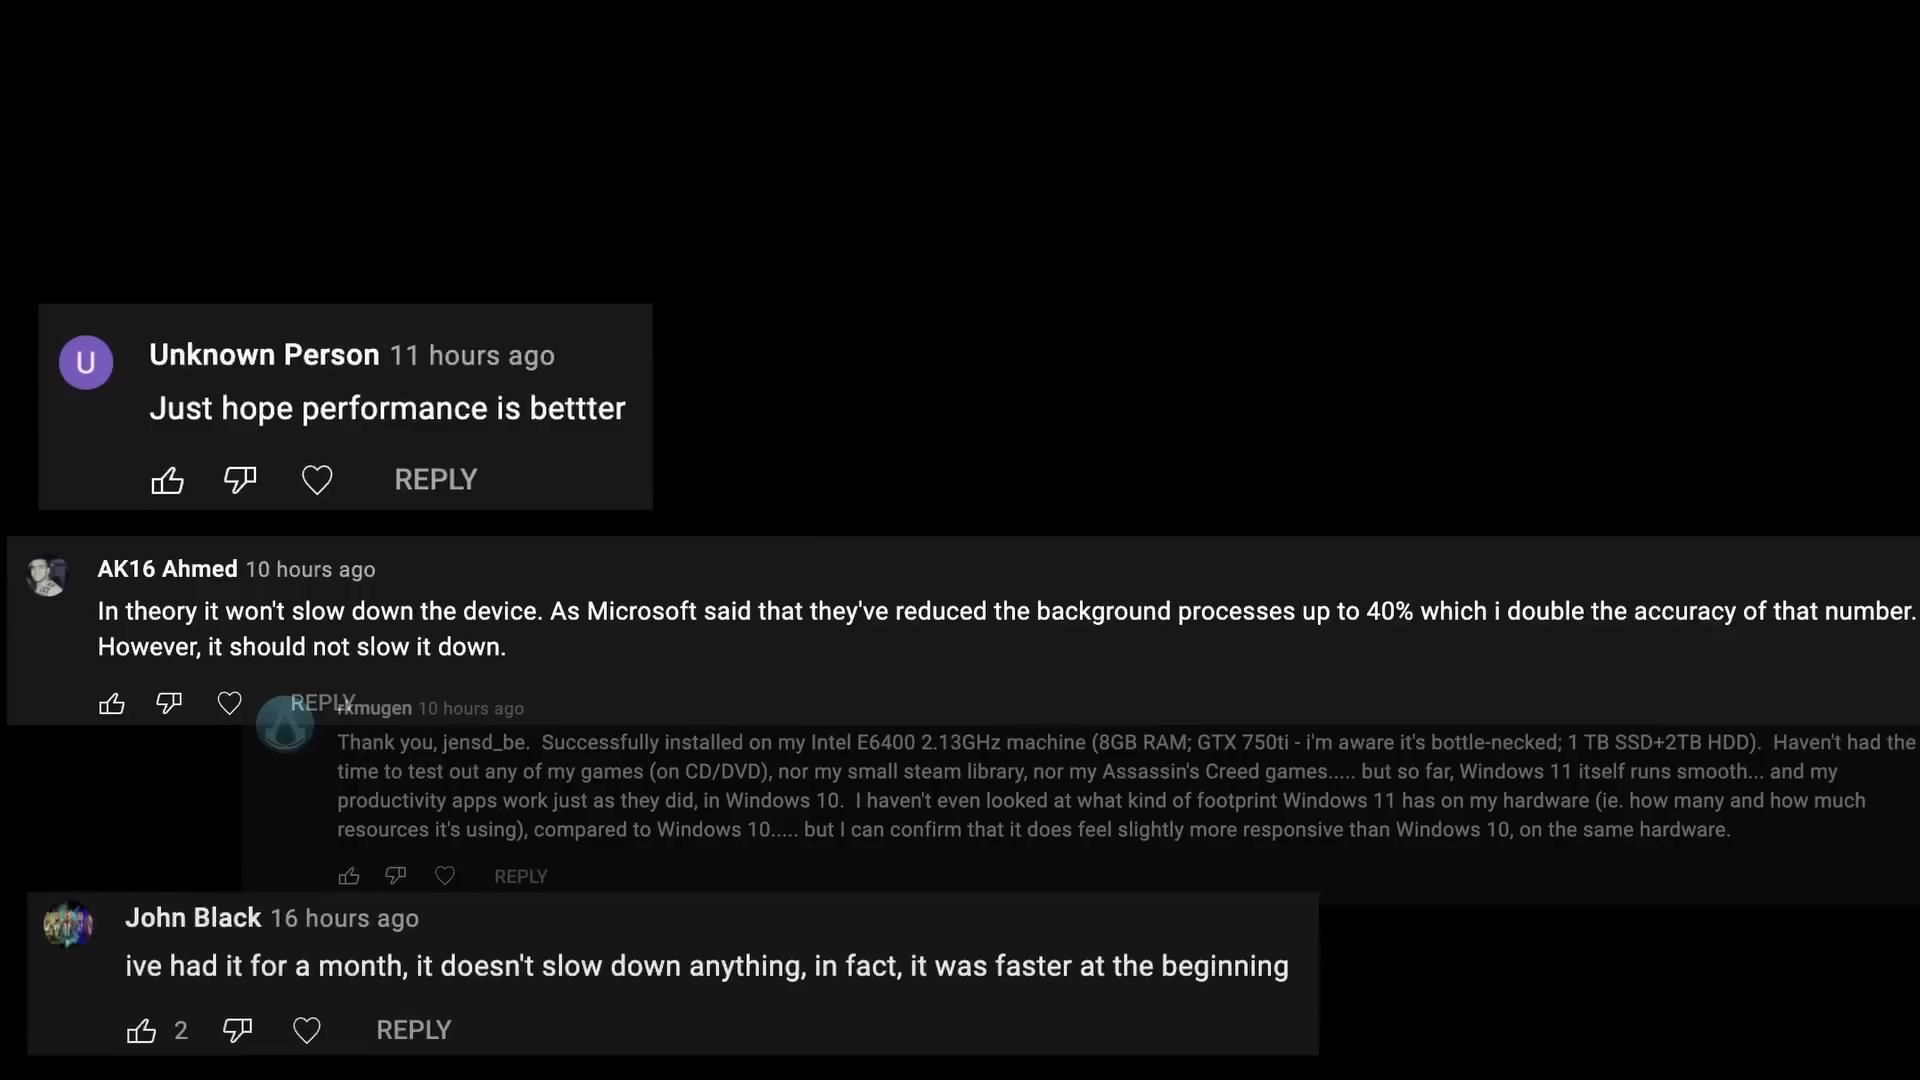 U
Unknown Person 11 hours ago
Just hope performance is bettter
REPLY
AK16 Ahmed 10 hours ago
In theory it won't slow down the device. As Microsoft said that they've reduced the background processes up to 40% which i double the accuracy of that number.
However, it should not slow it down.
REPLY
rkmugen 10 hours ago
Thank you, jensd_be. Successfully installed on my Intel E6400 2.13GHz machine (8GB RAM; GTX 750ti - i'm aware it's bottle-necked; 1 TB SSD+2TB HDD). Haven't had the
time to test out any of my games (on CD/DVD), nor my small steam library, nor my Assassin's Creed games..... but so far, Windows 11 itself runs smooth... and my
productivity apps work just as they did, in Windows 10. I haven't even looked at what kind of footprint Windows 11 has on my hardware (ie. how many and how much
resources it's using), compared to Windows 10..... but I can confirm that it does feel slightly more responsive than Windows 10, on the same hardware.
REPLY
John Black 16 hours ago
ive had it for a month, it doesn't slow down anything, in fact, it was faster at the beginning
2 REPLY